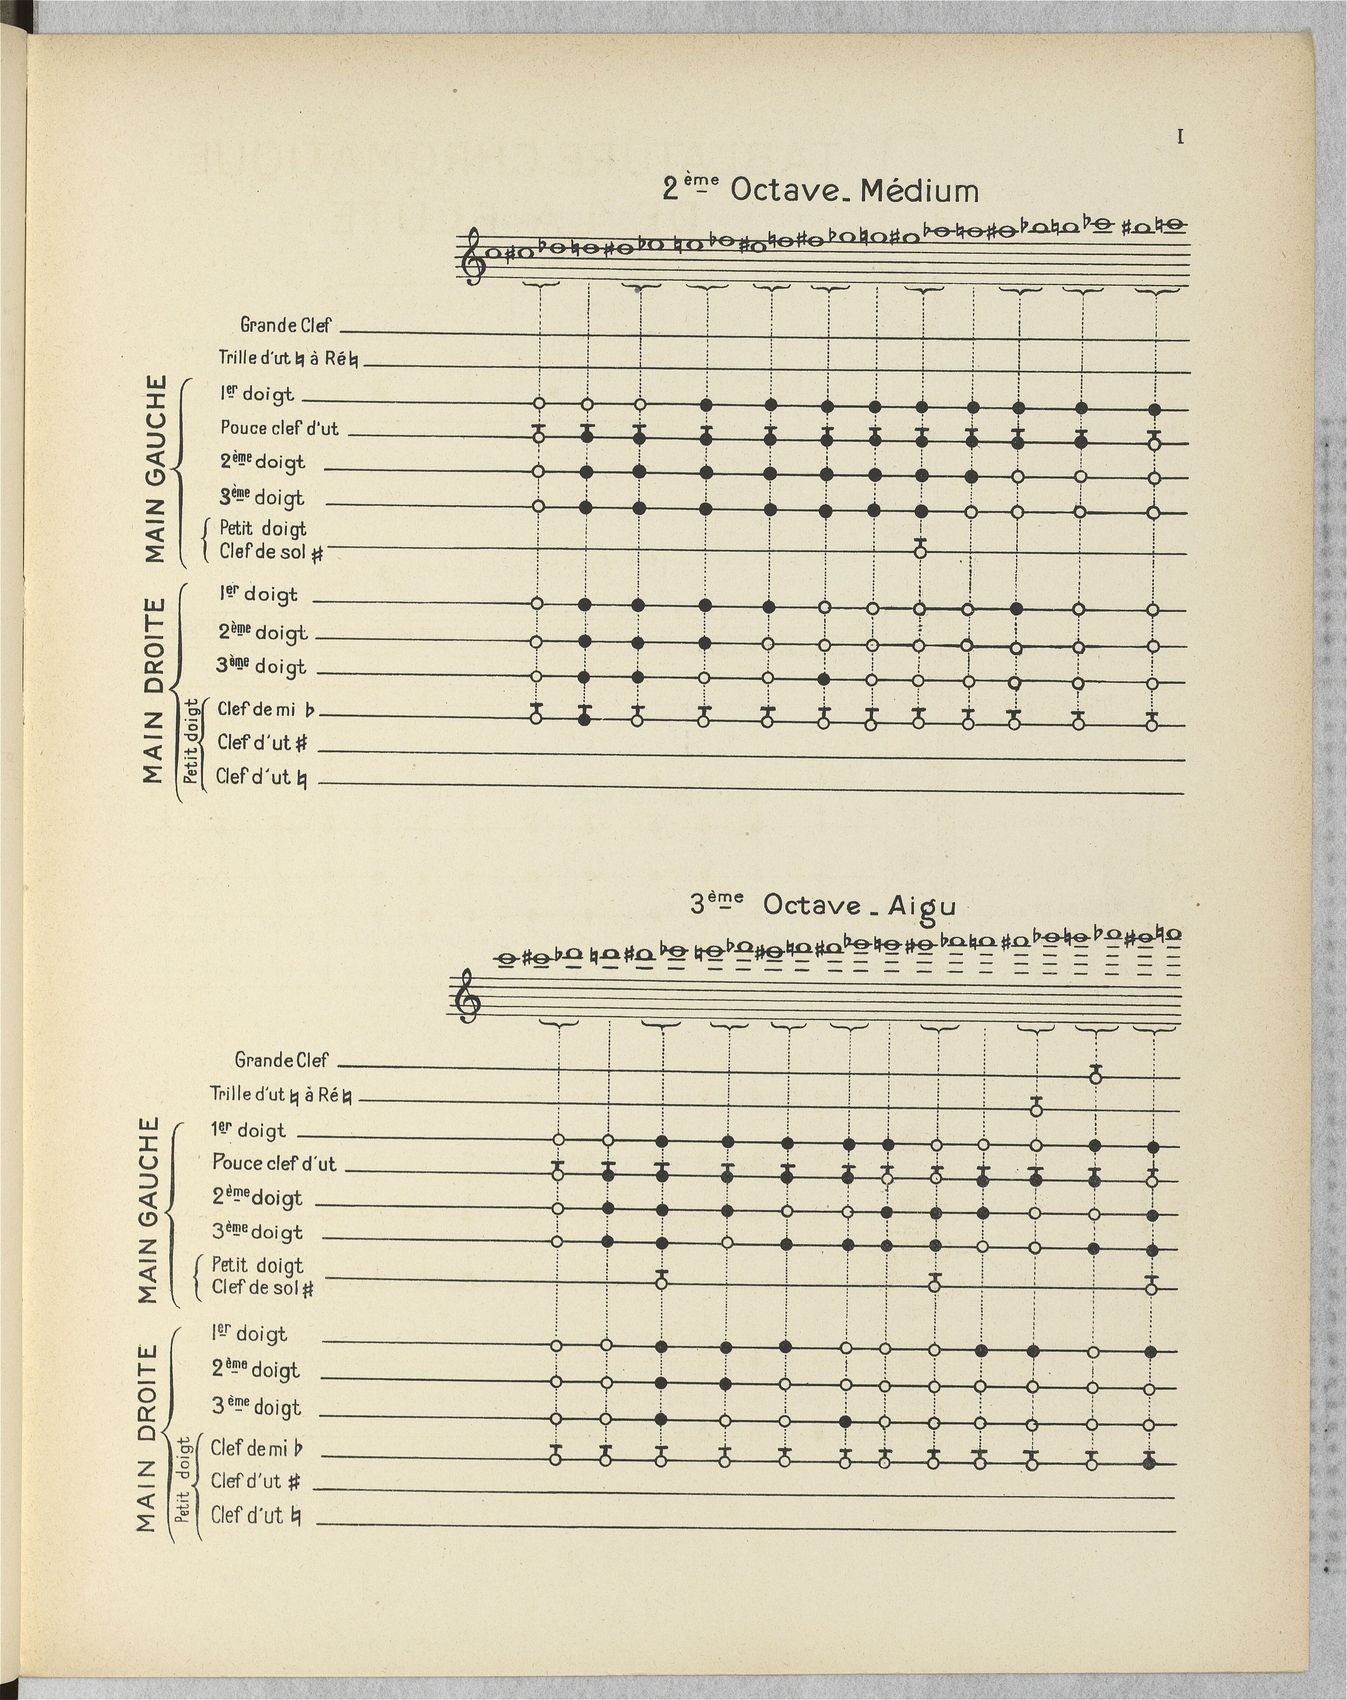 I
2ème Octave - Médium
Grande Clef
Trille d'ut ♮ à Ré ♮
MAIN GAUCHE
1er doigt
Pouce clef d'ut
2ème doigt
3ème doigt
Petit doigt
Clef de sol ♯
MAIN DROITE
1er doigt
2ème doigt
3ème doigt
Petit doigt
Clef de mi ♭
Clef d'ut ♯
Clef d'ut ♮
3ème Octave - Aigu
Grande Clef
Trille d'ut ♮ à Ré ♮
MAIN GAUCHE
1er doigt
Pouce clef d'ut
2ème doigt
3ème doigt
Petit doigt
Clef de sol ♯
MAIN DROITE
1er doigt
2ème doigt
3ème doigt
Petit doigt
Clef de mi ♭
Clef d'ut ♯
Clef d'ut ♮